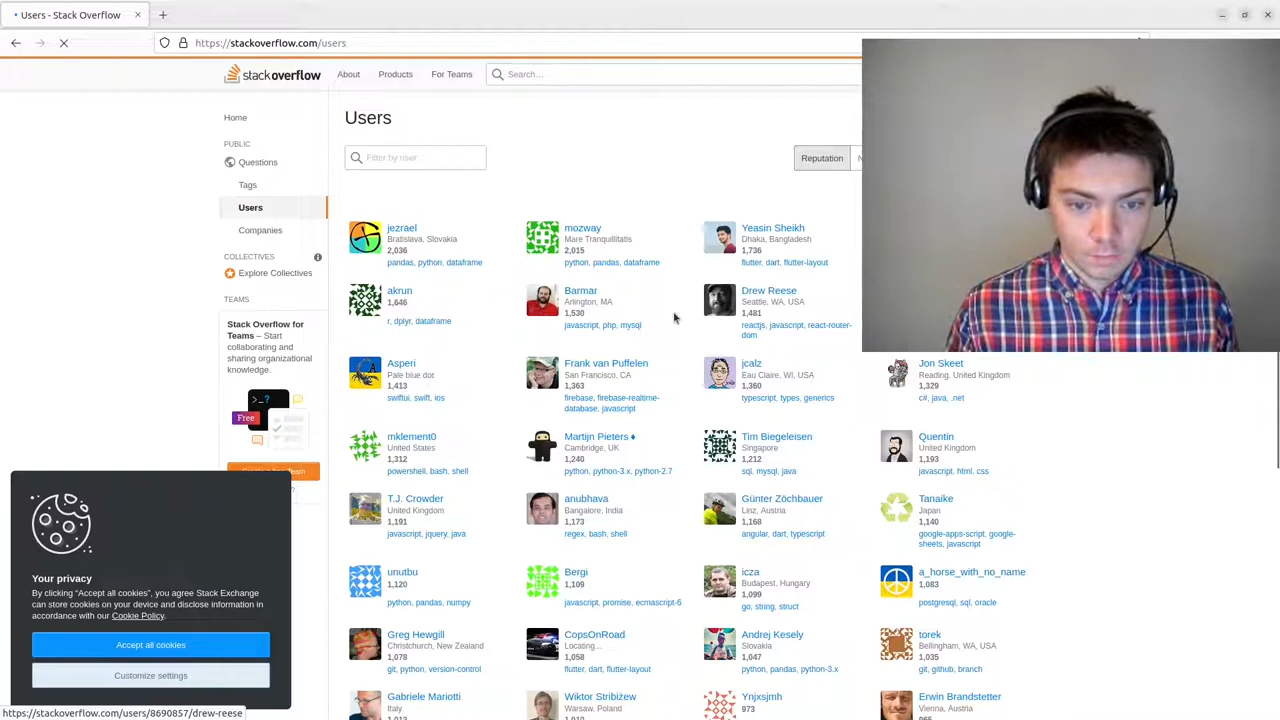 Users - Stack Overflow
https://stackoverflow.com/users
stackoverflow
About
Products
For Teams
Search…
Home
PUBLIC
Questions
Tags
Users
Companies
COLLECTIVES
Explore Collectives
TEAMS
Stack Overflow for
Teams – Start
collaborating and
sharing organizational
knowledge.
>_?
Free
Users
Filter by user
Reputation
jezrael
Bratislava, Slovakia
2,036
pandas, python, dataframe
mozway
Mare Tranquillitatis
2,015
python, pandas, dataframe
Yeasin Sheikh
Dhaka, Bangladesh
1,736
flutter, dart, flutter-layout
akrun
1,646
r, dplyr, dataframe
Barmar
Arlington, MA
1,530
javascript, php, mysql
Drew Reese
Seattle, WA, USA
1,481
reactjs, javascript, react-router-
dom
Asperi
Pale blue dot
1,413
swiftui, swift, ios
Frank van Puffelen
San Francisco, CA
1,363
firebase, firebase-realtime-
database, javascript
jcalz
Eau Claire, WI, USA
1,360
typescript, types, generics
Jon Skeet
Reading, United Kingdom
1,329
c#, java, .net
mklement0
United States
1,312
powershell, bash, shell
Martijn Pieters ♦
Cambridge, UK
1,240
python, python-3.x, python-2.7
Tim Biegeleisen
Singapore
1,212
sql, mysql, java
Quentin
United Kingdom
1,193
javascript, html, css
T.J. Crowder
United Kingdom
1,191
javascript, jquery, java
anubhava
Bangalore, India
1,173
regex, bash, shell
Günter Zöchbauer
Linz, Austria
1,168
angular, dart, typescript
Tanaike
Japan
1,140
google-apps-script, google-
sheets, javascript
unutbu
1,120
python, pandas, numpy
Bergi
1,109
javascript, promise, ecmascript-6
icza
Budapest, Hungary
1,099
go, string, struct
a_horse_with_no_name
1,083
postgresql, sql, oracle
Greg Hewgill
Christchurch, New Zealand
1,078
git, python, version-control
CopsOnRoad
Locating...
1,058
flutter, dart, flutter-layout
Andrej Kesely
Slovakia
1,047
python, pandas, python-3.x
torek
Bellingham, WA, USA
1,035
git, github, branch
Gabriele Mariotti
Italy
Wiktor Stribiżew
Warsaw, Poland
Ynjxsjmh
973
Erwin Brandstetter
Vienna, Austria
Your privacy
By clicking “Accept all cookies”, you agree Stack Exchange
can store cookies on your device and disclose information in
accordance with our Cookie Policy.
Accept all cookies
Customize settings
https://stackoverflow.com/users/8690857/drew-reese